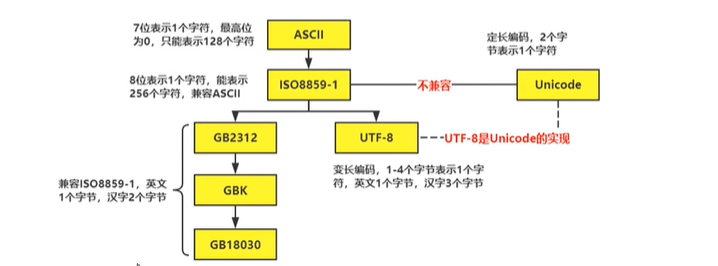 7位表示1个字符，最高位
为0，只能表示128个字符
ASCII
定长编码，2个字
节表示1个字符
8位表示1个字符，能表示
256个字符，兼容ASCII
ISO8859-1
不兼容
Unicode
GB2312
UTF-8
UTF-8是Unicode的实现
变长编码，1-4个字节表示1个字
符，英文1个字节，汉字3个字节
兼容ISO8859-1，英文
1个字节，汉字2个字节
GBK
GB18030